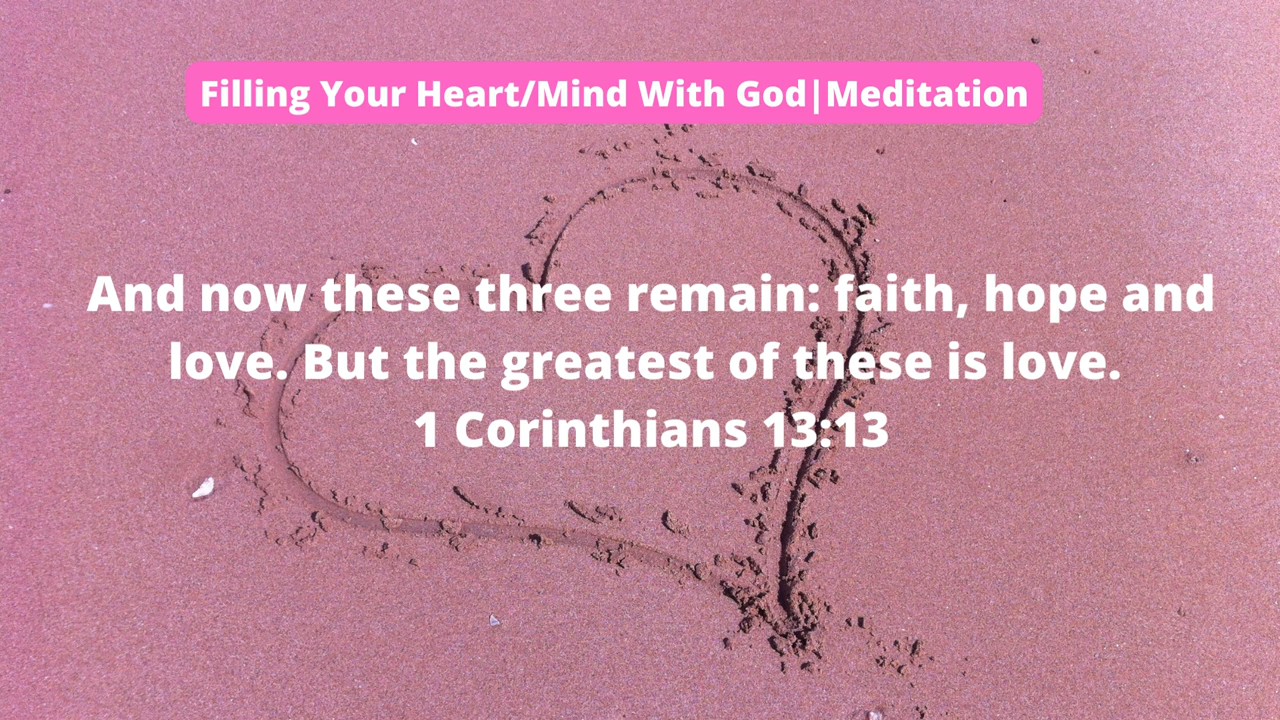 Filling Your Heart/Mind With God|Meditation
And now these three remain: faith, hope and
love. But the greatest of these is love.
1 Corinthians 13:13